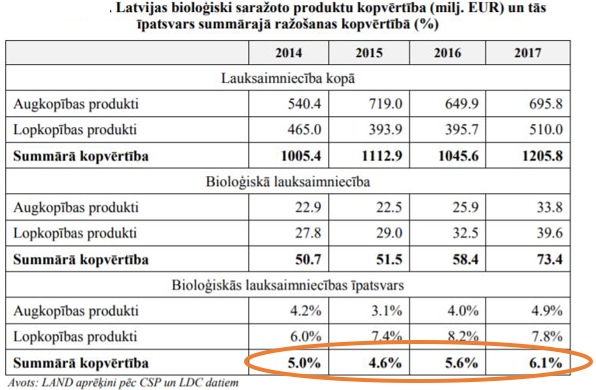 . Latvijas bioloģiski saražoto produktu kopvērtība (milj. EUR) un tās
īpatsvars summārajā ražošanas kopvērtībā (%)
2014 2015 2016 2017
Lauksaimniecība kopā
Augkopības produkti 540.4 719.0 649.9 695.8
Lopkopības produkti 465.0 393.9 395.7 510.0
Summārā kopvērtība 1005.4 1112.9 1045.6 1205.8
Bioloģiskā lauksaimniecība
Augkopības produkti 22.9 22.5 25.9 33.8
Lopkopības produkti 27.8 29.0 32.5 39.6
Summārā kopvērtība 50.7 51.5 58.4 73.4
Bioloģiskās lauksaimniecības īpatsvars
Augkopības produkti 4.2% 3.1% 4.0% 4.9%
Lopkopības produkti 6.0% 7.4% 8.2% 7.8%
Summārā kopvērtība 5.0% 4.6% 5.6% 6.1%
Avots: LAND aprēķini pēc CSP un LDC datiem